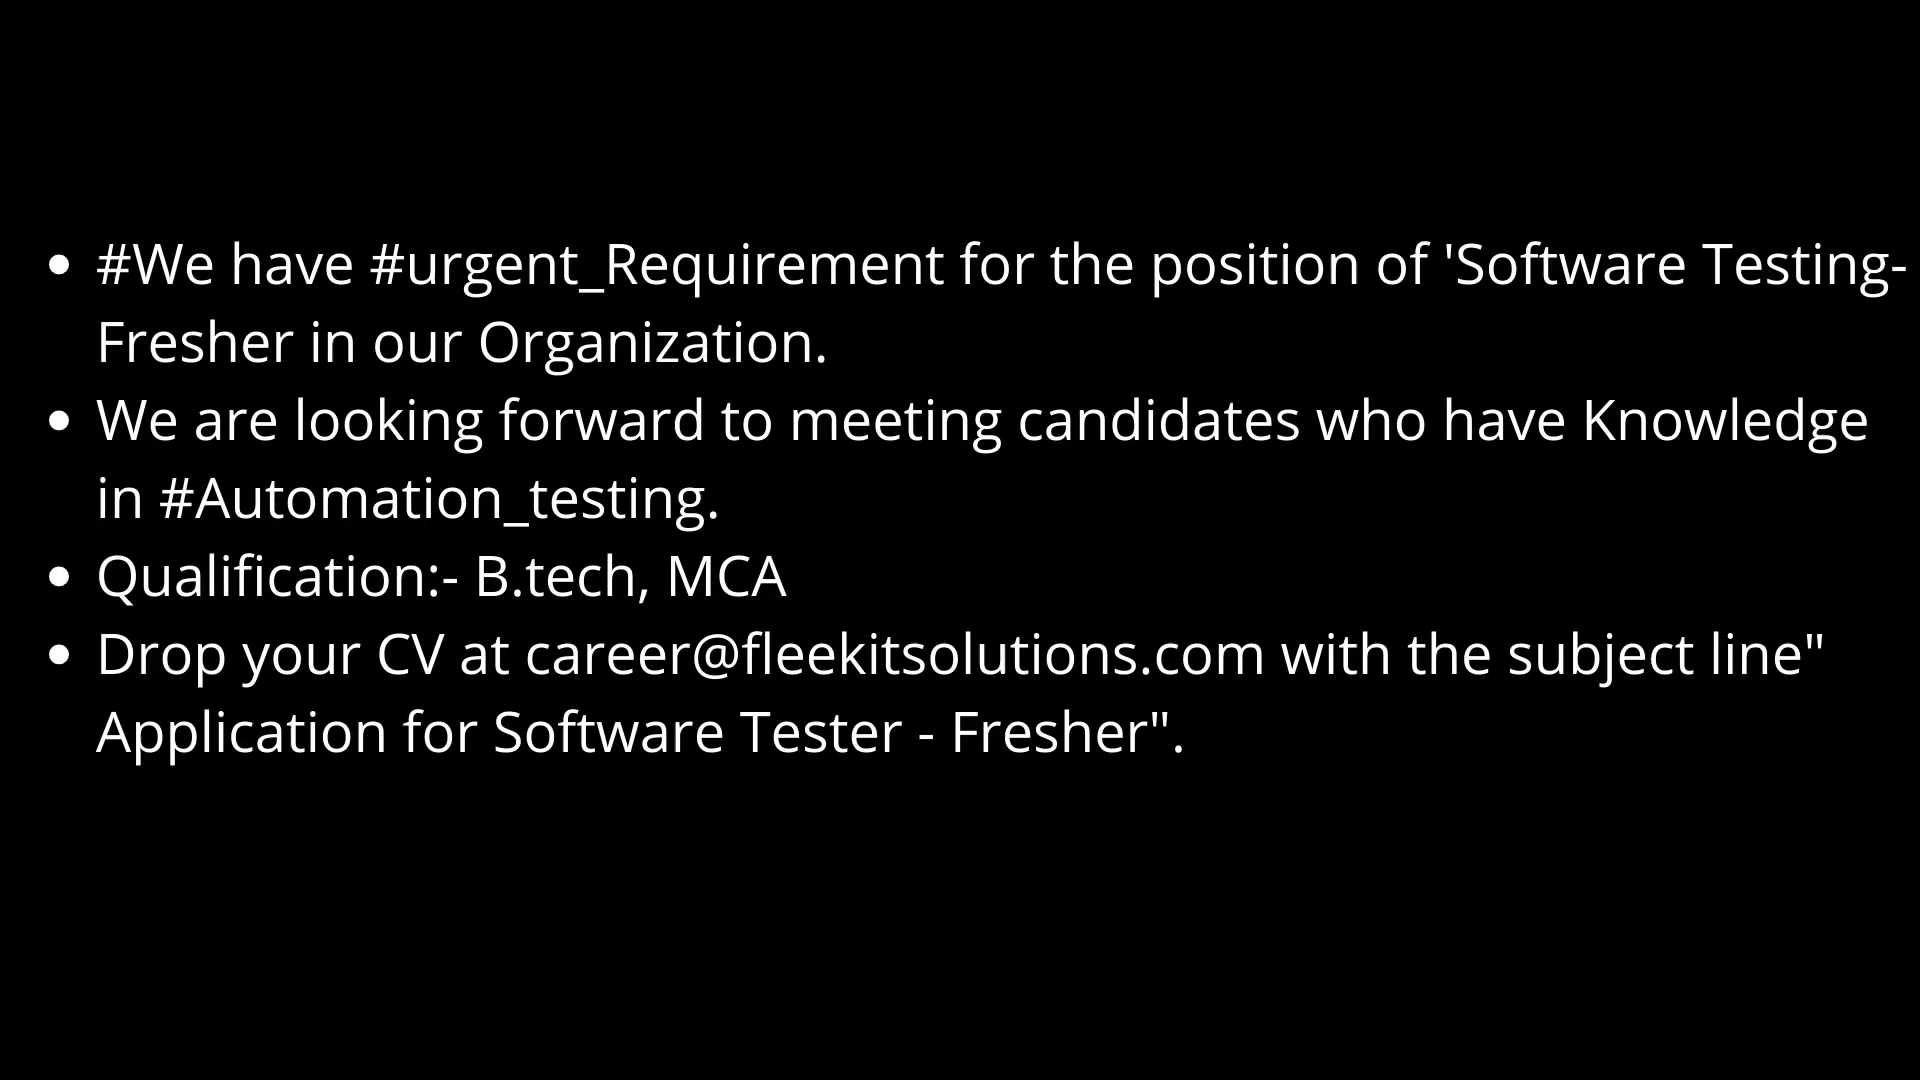 • #We have #urgent_Requirement for the position of 'Software Testing-
Fresher in our Organization.
• We are looking forward to meeting candidates who have Knowledge
in #Automation_testing.
• Qualification:- B.tech, MCA
• Drop your CV at career@fleekitsolutions.com with the subject line"
Application for Software Tester - Fresher".